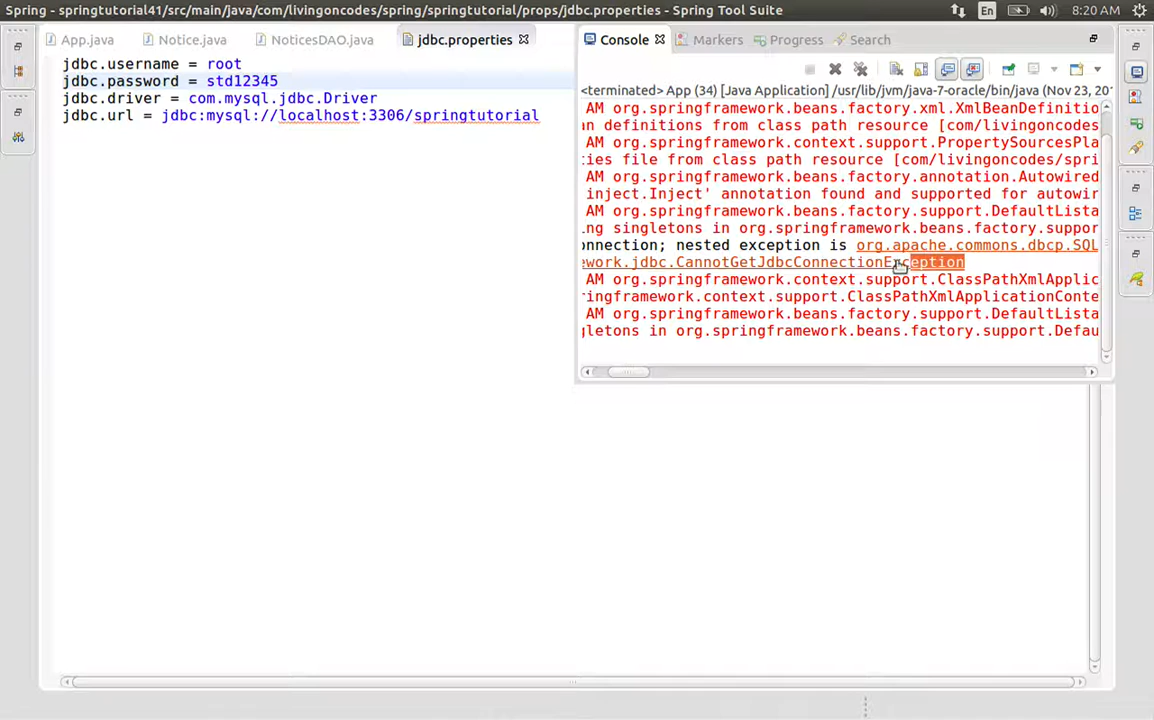 Spring - springtutorial41/src/main/java/com/livingoncodes/spring/springtutorial/props/jdbc.properties - Spring Tool Suite
En
8:20 AM
App.java
Notice.java
NoticesDAO.java
jdbc.properties
jdbc.username = root
jdbc.password = std12345
jdbc.driver = com.mysql.jdbc.Driver
jdbc.url = jdbc:mysql://localhost:3306/springtutorial
Console
Markers
Progress
Search
<terminated> App (34) [Java Application] /usr/lib/jvm/java-7-oracle/bin/java (Nov 23, 201
AM org.springframework.beans.factory.xml.XmlBeanDefinitio
an definitions from class path resource [com/livingoncodes
AM org.springframework.context.support.PropertySourcesPla
ties file from class path resource [com/livingoncodes/spri
AM org.springframework.beans.factory.annotation.Autowired
inject.Inject' annotation found and supported for autowir
AM org.springframework.beans.factory.support.DefaultLista
ing singletons in org.springframework.beans.factory.suppor
onnection; nested exception is org.apache.commons.dbcp.SQL
ework.jdbc.CannotGetJdbcConnectionException
AM org.springframework.context.support.ClassPathXmlApplic
ringframework.context.support.ClassPathXmlApplicationConte
AM org.springframework.beans.factory.support.DefaultLista
gletons in org.springframework.beans.factory.support.Defau